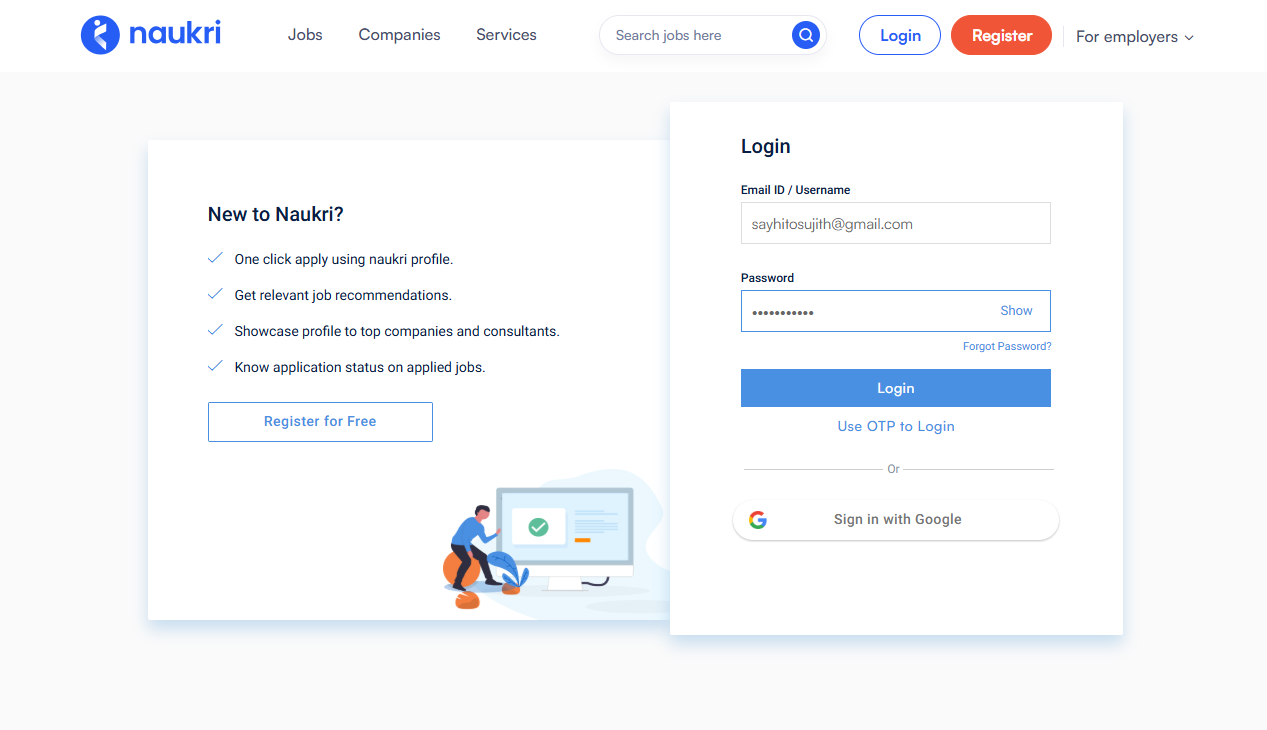 naukri
Jobs Companies Services
Search jobs here
Login
Register
For employers
New to Naukri?
One click apply using naukri profile.
Get relevant job recommendations.
Showcase profile to top companies and consultants.
Know application status on applied jobs.
Register for Free
Login
Email ID / Username
sayhitosujith@gmail.com
Password
••••••••••• Show
Forgot Password?
Login
Use OTP to Login
Or
Sign in with Google